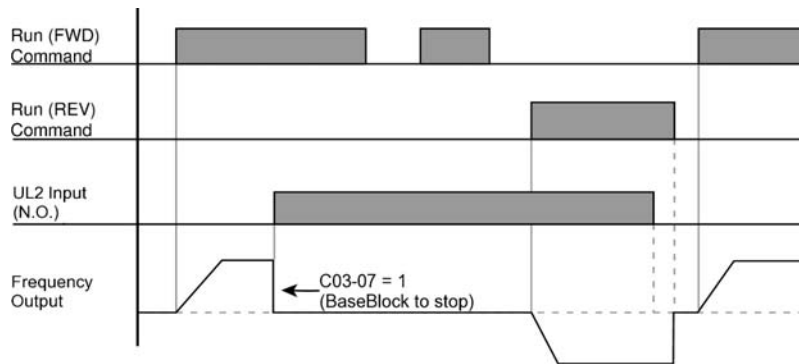 Run (FWD)
Command
Run (REV)
Command
UL2 Input
(N.O.)
Frequency
Output
C03-07 = 1
(BaseBlock to stop)